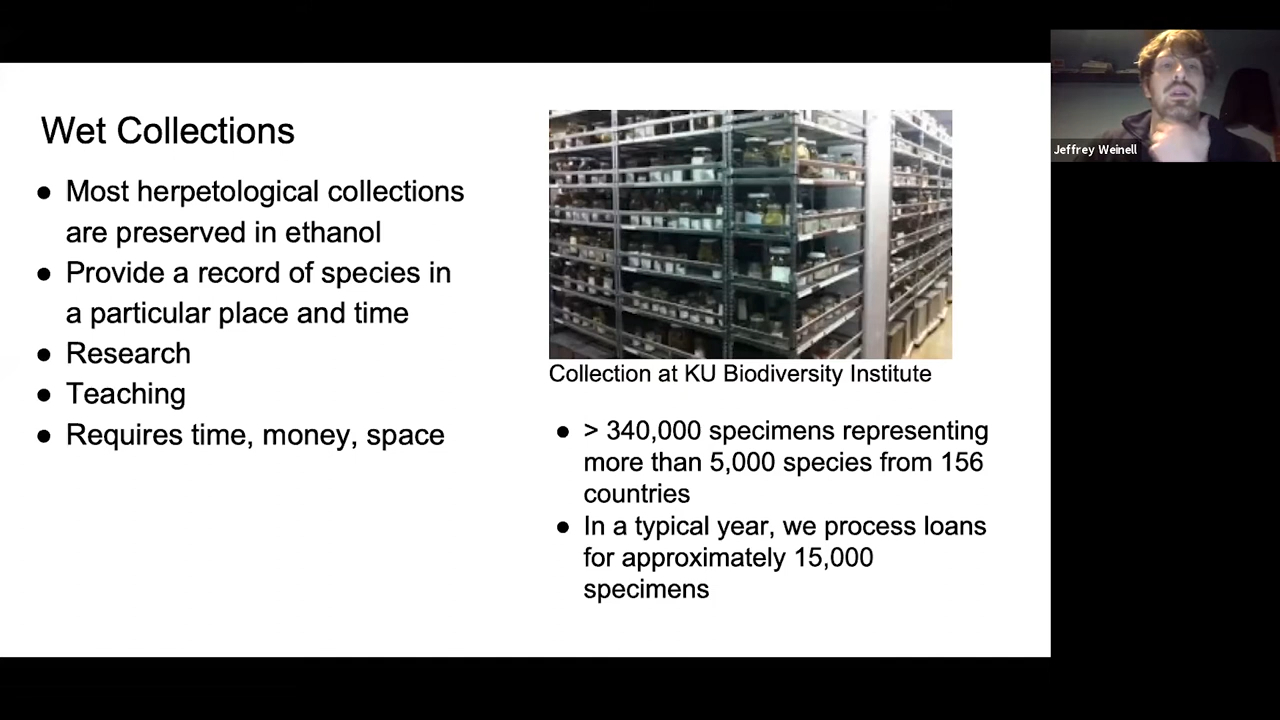 Wet Collections
● Most herpetological collections
are preserved in ethanol
● Provide a record of species in
a particular place and time
● Research
● Teaching
● Requires time, money, space
Collection at KU Biodiversity Institute
● > 340,000 specimens representing
more than 5,000 species from 156
countries
● In a typical year, we process loans
for approximately 15,000
specimens
Jeffrey Weinell